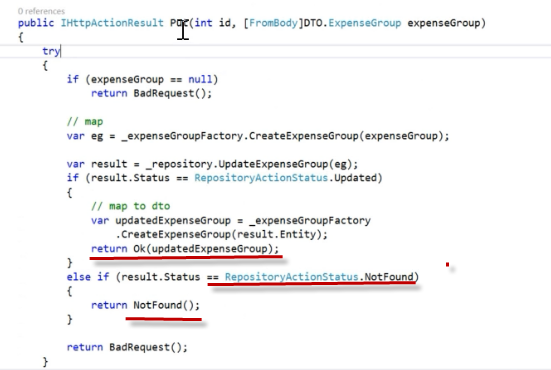 0 references
public IHttpActionResult Put(int id, [FromBody]DTO.ExpenseGroup expenseGroup)
{
try
{
if (expenseGroup == null)
return BadRequest();
// map
var eg = _expenseGroupFactory.CreateExpenseGroup(expenseGroup);
var result = _repository.UpdateExpenseGroup(eg);
if (result.Status == RepositoryActionStatus.Updated)
{
// map to dto
var updatedExpenseGroup = _expenseGroupFactory
.CreateExpenseGroup(result.Entity);
return Ok(updatedExpenseGroup);
}
else if (result.Status == RepositoryActionStatus.NotFound)
{
return NotFound();
}
return BadRequest();
}